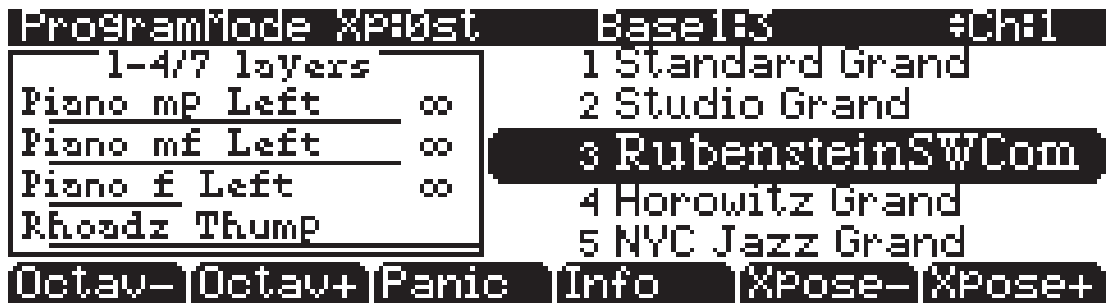 ProgramMode Xp:0st Base1:3 Ch:1
1-4/7 layers
Piano mp Left ∞
Piano mf Left ∞
Piano f Left ∞
Rhoadz Thump
1 Standard Grand
2 Studio Grand
3 RubensteinSWCom
4 Horowitz Grand
5 NYC Jazz Grand
Octav- Octav+ Panic Info Xpose- Xpose+